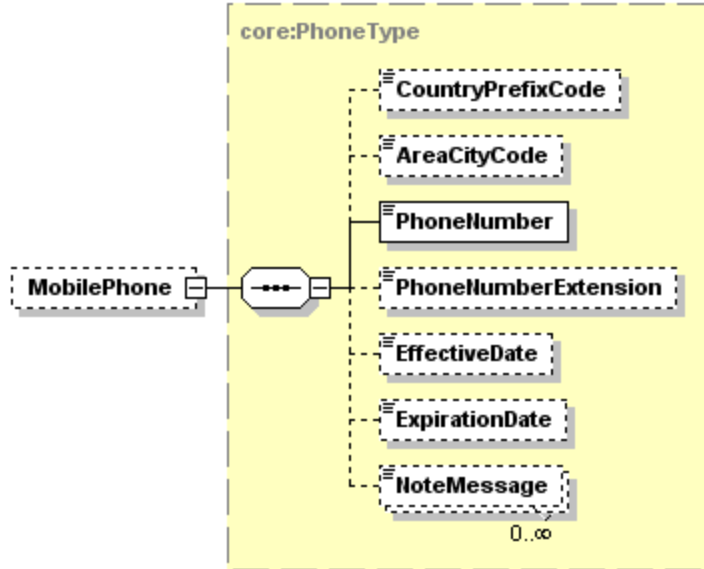 core:PhoneType
CountryPrefixCode
AreaCityCode
PhoneNumber
MobilePhone
PhoneNumberExtension
EffectiveDate
ExpirationDate
NoteMessage
0..∞